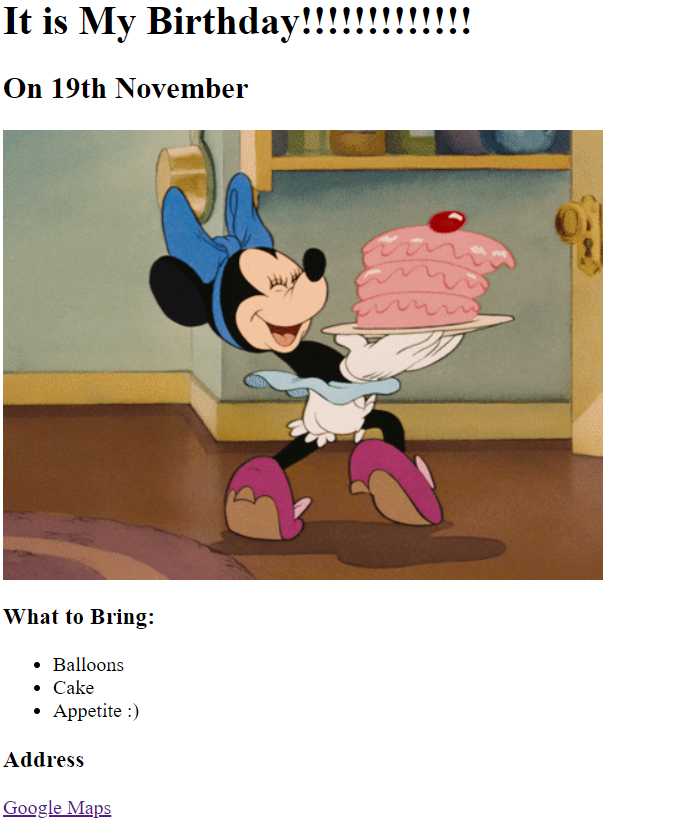 It is My Birthday!!!!!!!!!!!!!
On 19th November
What to Bring:
Balloons
Cake
Appetite :)
Address
Google Maps